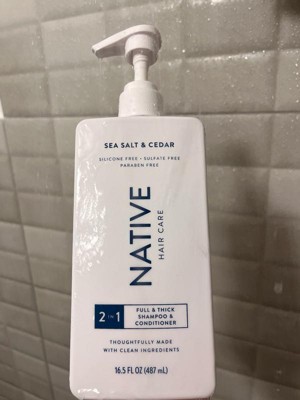 SEA SALT & CEDAR
SILICONE FREE • SULFATE FREE
PARABEN FREE
NATIVE
HAIR CARE
2 IN 1
FULL & THICK
SHAMPOO &
CONDITIONER
THOUGHTFULLY MADE
WITH CLEAN INGREDIENTS
16.5 FL OZ (487 mL)